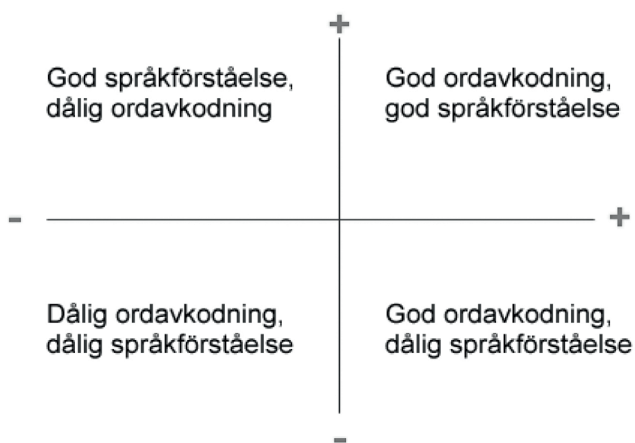 +
God språkförståelse,
dålig ordavkodning
God ordavkodning,
god språkförståelse
-
+
Dålig ordavkodning,
dålig språkförståelse
God ordavkodning,
dålig språkförståelse
-